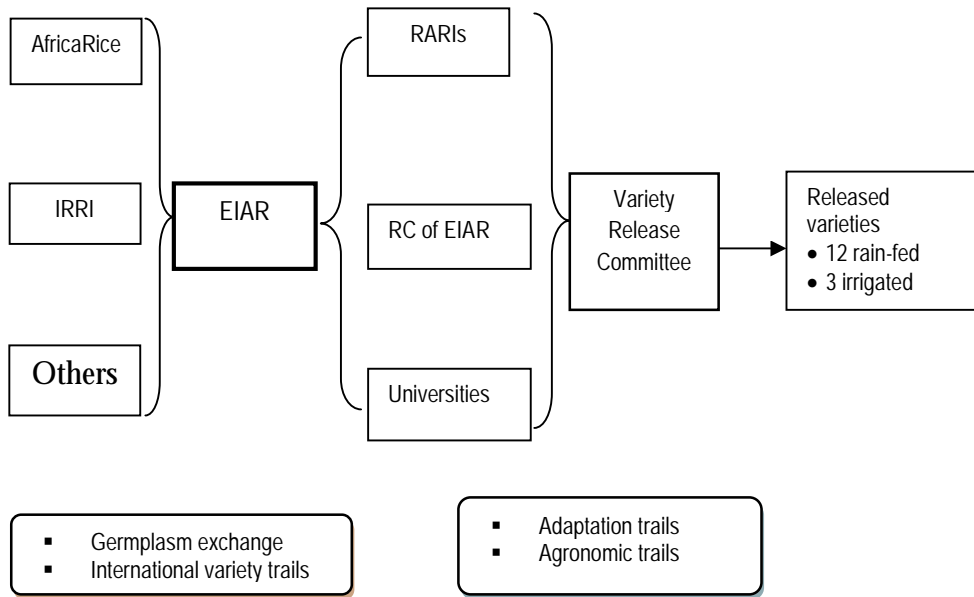 AfricaRice
IRRI
Others
EIAR
RARIs
RC of EIAR
Universities
Variety
Release
Committee
Released
varieties
● 12 rain-fed
● 3 irrigated
▪ Germplasm exchange
▪ International variety trails
▪ Adaptation trails
▪ Agronomic trails